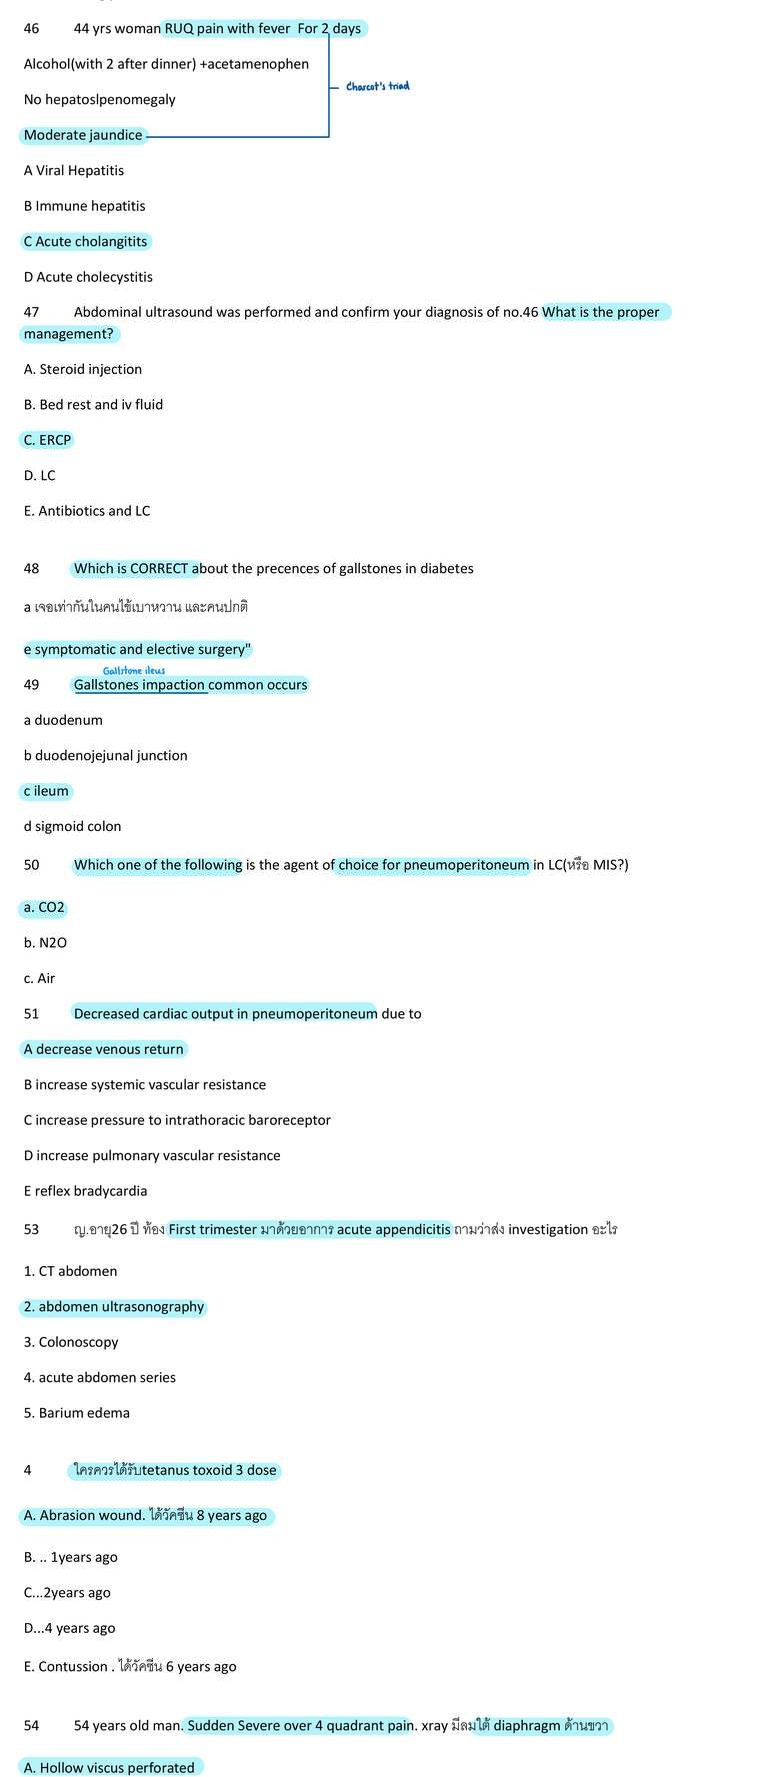 46 44 yrs woman RUQ pain with fever For 2 days
Alcohol(with 2 after dinner) +acetamenophen
Charcot's triad
No hepatoslpenomegaly
Moderate jaundice
A Viral Hepatitis
B Immune hepatitis
C Acute cholangitits
D Acute cholecystitis
47 Abdominal ultrasound was performed and confirm your diagnosis of no.46 What is the proper
management?
A. Steroid injection
B. Bed rest and iv fluid
C. ERCP
D. LC
E. Antibiotics and LC
48 Which is CORRECT about the precences of gallstones in diabetes
a เจอเท่ากันในคนไข้เบาหวาน และคนปกติ
e symptomatic and elective surgery"
Gallstone ileus
49 Gallstones impaction common occurs
a duodenum
b duodenojejunal junction
c ileum
d sigmoid colon
50 Which one of the following is the agent of choice for pneumoperitoneum in LC(หรือ MIS?)
a. CO2
b. N2O
c. Air
51 Decreased cardiac output in pneumoperitoneum due to
A decrease venous return
B increase systemic vascular resistance
C increase pressure to intrathoracic baroreceptor
D increase pulmonary vascular resistance
E reflex bradycardia
53 ญ.อายุ26 ปี ท้อง First trimester มาด้วยอาการ acute appendicitis ถามว่าส่ง investigation อะไร
1. CT abdomen
2. abdomen ultrasonography
3. Colonoscopy
4. acute abdomen series
5. Barium edema
4 ใครควรได้รับtetanus toxoid 3 dose
A. Abrasion wound. ได้วัคซีน 8 years ago
B. .. 1years ago
C...2years ago
D...4 years ago
E. Contussion . ได้วัคซีน 6 years ago
54 54 years old man. Sudden Severe over 4 quadrant pain. xray มีลมใต้ diaphragm ด้านขวา
A. Hollow viscus perforated